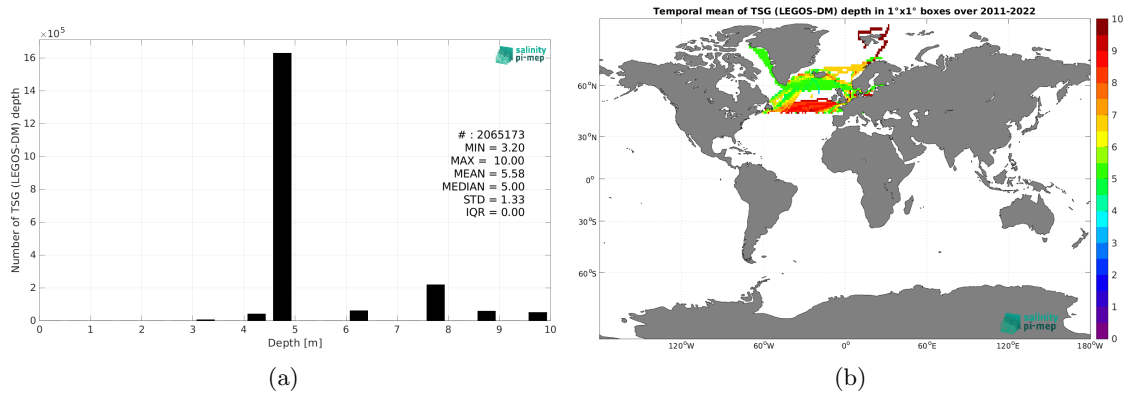 ×10⁵
16
14
12
10
8
6
4
2
0
Number of TSG (LEGOS-DM) depth
salinity
pi-mep
# : 2065173
MIN = 3.20
MAX = 10.00
MEAN = 5.58
MEDIAN = 5.00
STD = 1.33
IQR = 0.00
0 1 2 3 4 5 6 7 8 9 10
Depth [m]
(a)
Temporal mean of TSG (LEGOS-DM) depth in 1°x1° boxes over 2011-2022
60°N
30°N
0°
30°S
60°S
120°W 60°W 0° 60°E 120°E 180°W
salinity
pi-mep
10
9
8
7
6
5
4
3
2
1
0
(b)